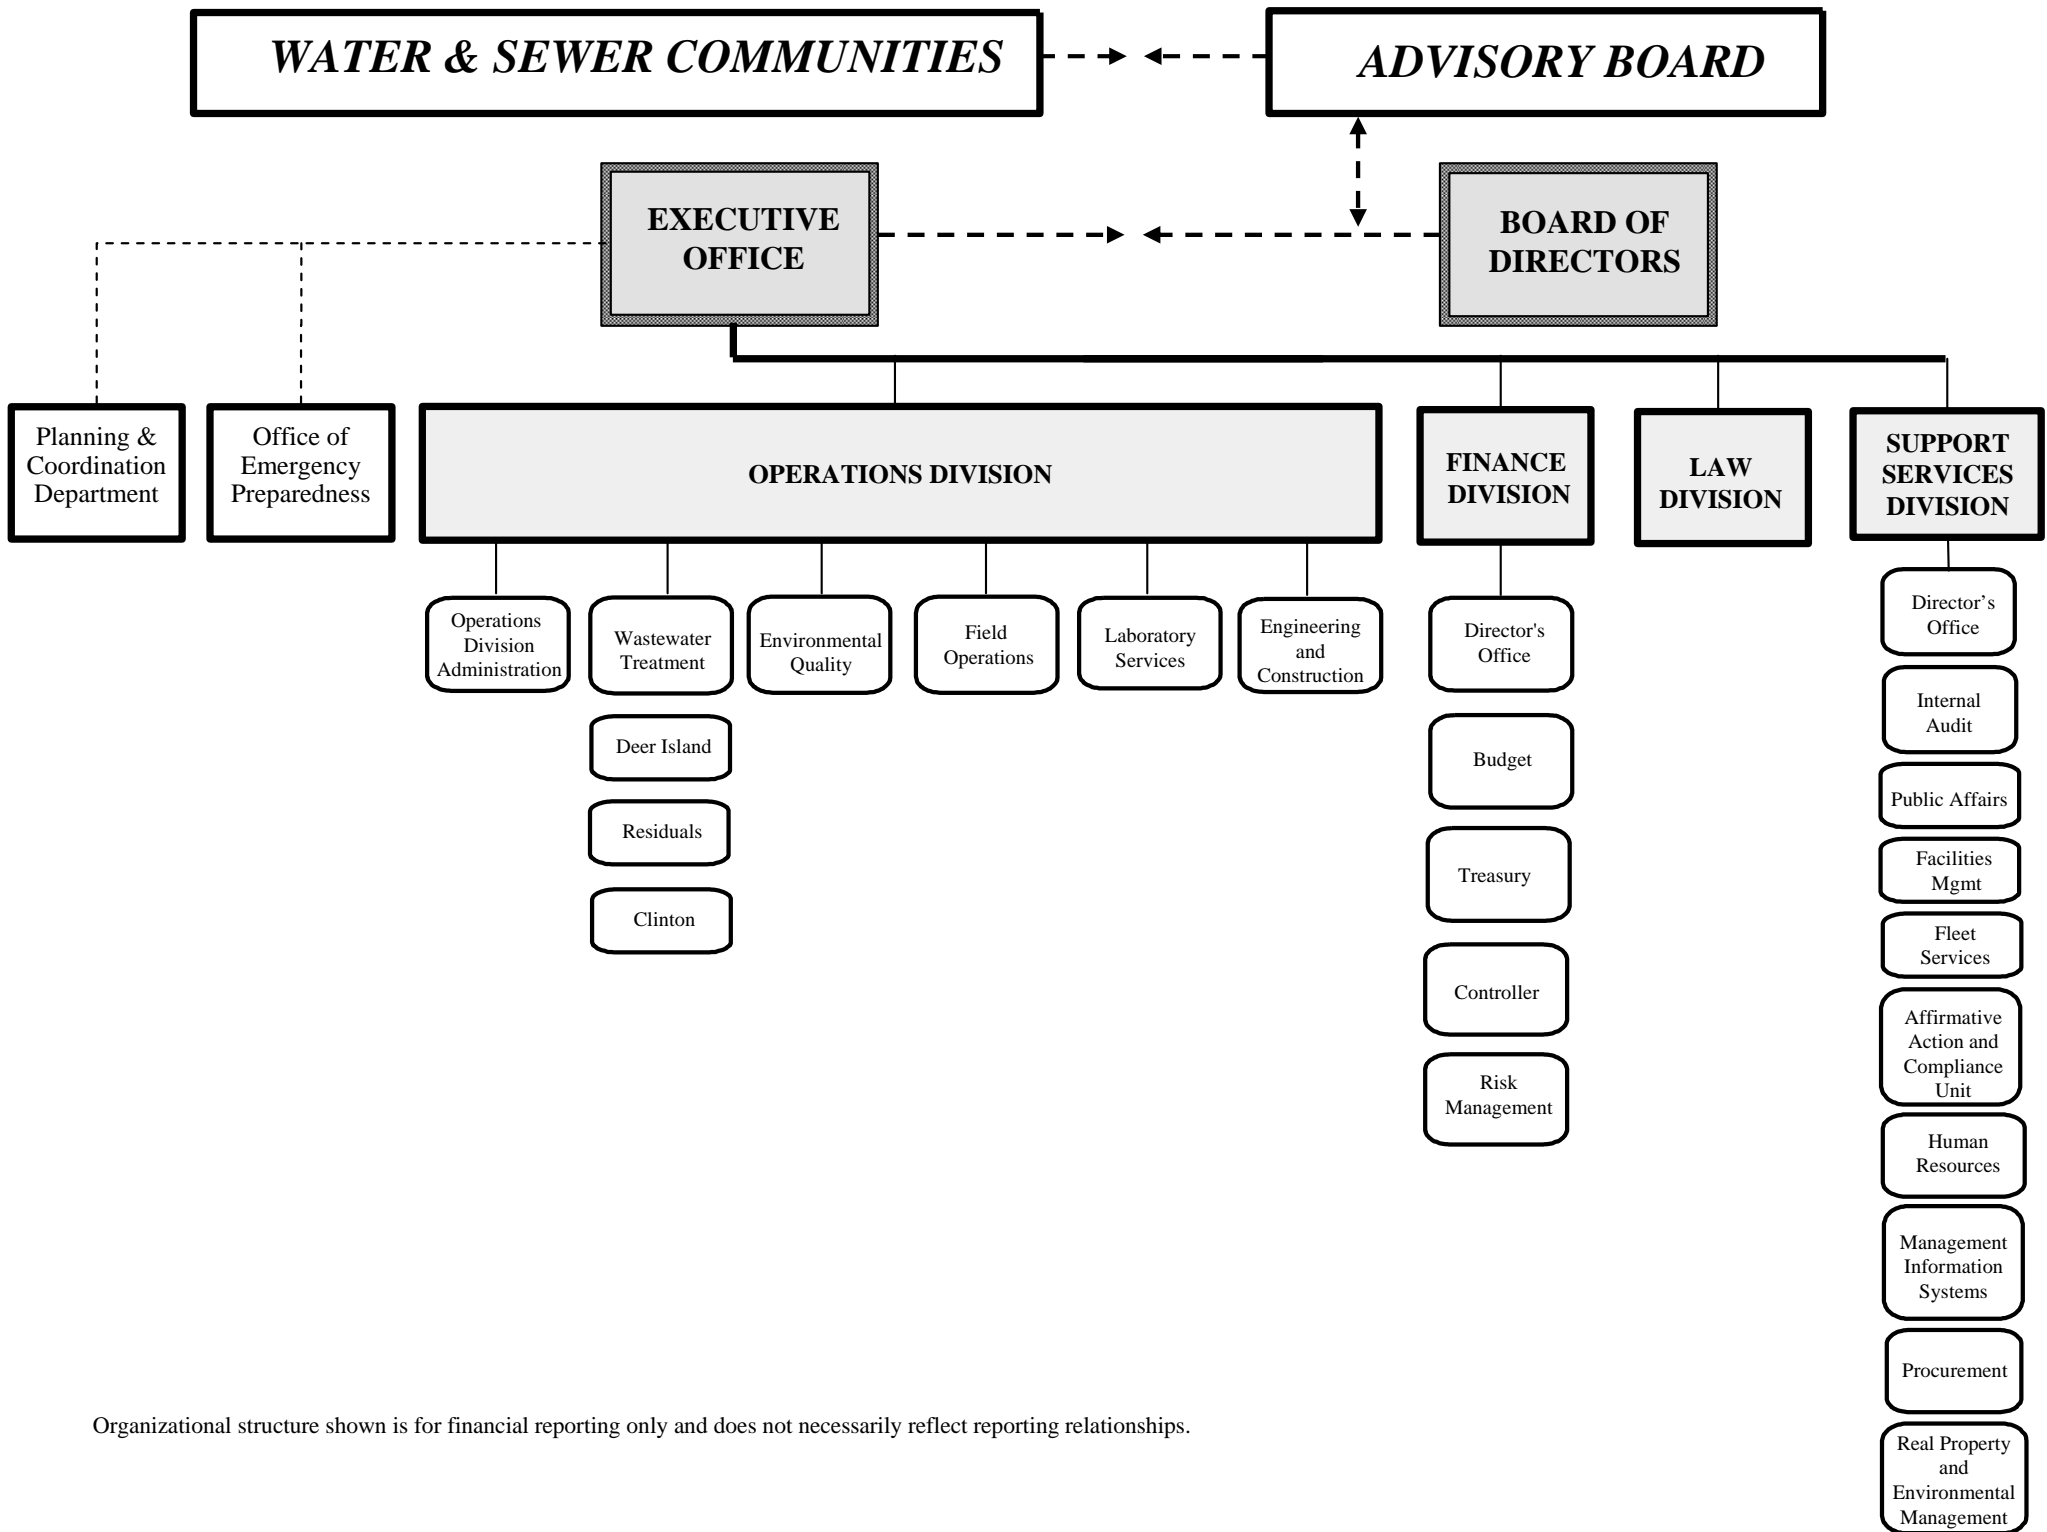 WATER & SEWER COMMUNITIES
ADVISORY BOARD
EXECUTIVE
OFFICE
BOARD OF
DIRECTORS
Planning &
Coordination
Department
Office of
Emergency
Preparedness
OPERATIONS DIVISION
FINANCE
DIVISION
LAW
DIVISION
SUPPORT
SERVICES
DIVISION
Operations
Division
Administration
Wastewater
Treatment
Environmental
Quality
Field
Operations
Laboratory
Services
Engineering
and
Construction
Deer Island
Residuals
Clinton
Director's
Office
Budget
Treasury
Controller
Risk
Management
Director’s
Office
Internal
Audit
Public Affairs
Facilities
Mgmt
Fleet
Services
Affirmative
Action and
Compliance
Unit
Human
Resources
Management
Information
Systems
Procurement
Real Property
and
Environmental
Management
Organizational structure shown is for financial reporting only and does not necessarily reflect reporting relationships.